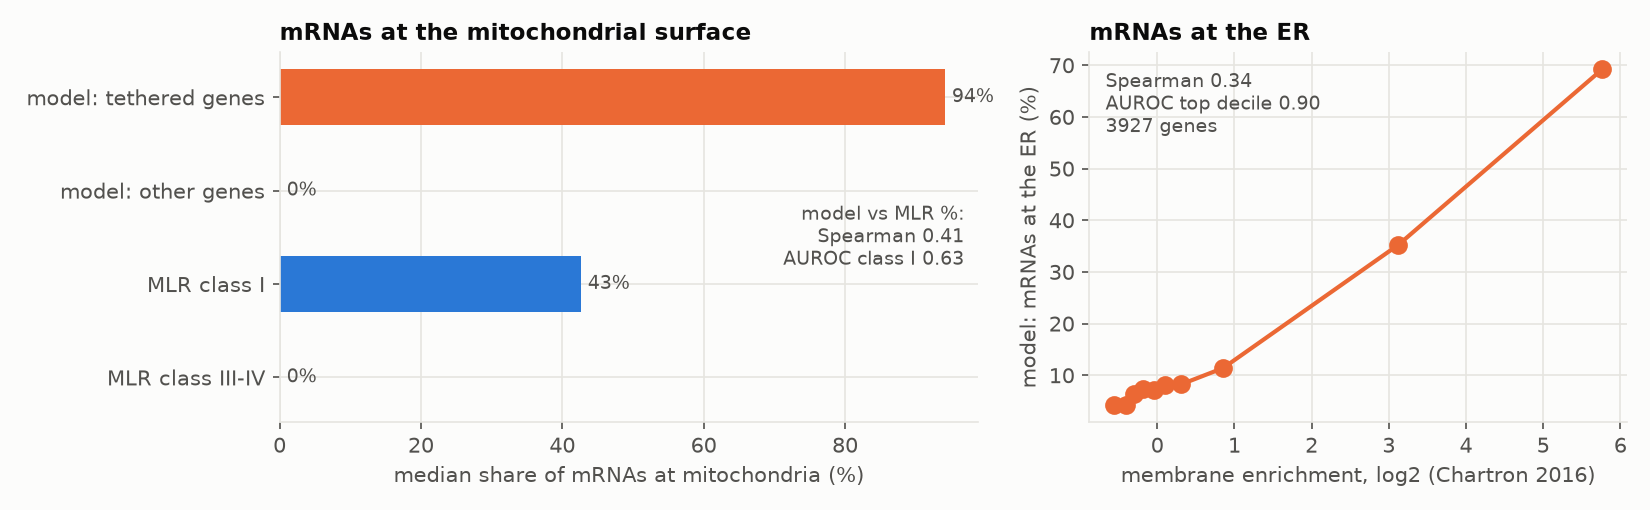 mRNAs at the mitochondrial surface
model: tethered genes
94%
model: other genes
0%
model vs MLR %:
Spearman 0.41
AUROC class I 0.63
MLR class I
43%
MLR class III-IV
0%
0 20 40 60 80
median share of mRNAs at mitochondria (%)
mRNAs at the ER
Spearman 0.34
AUROC top decile 0.90
3927 genes
model: mRNAs at the ER (%)
70
60
50
40
30
20
10
0 1 2 3 4 5 6
membrane enrichment, log2 (Chartron 2016)